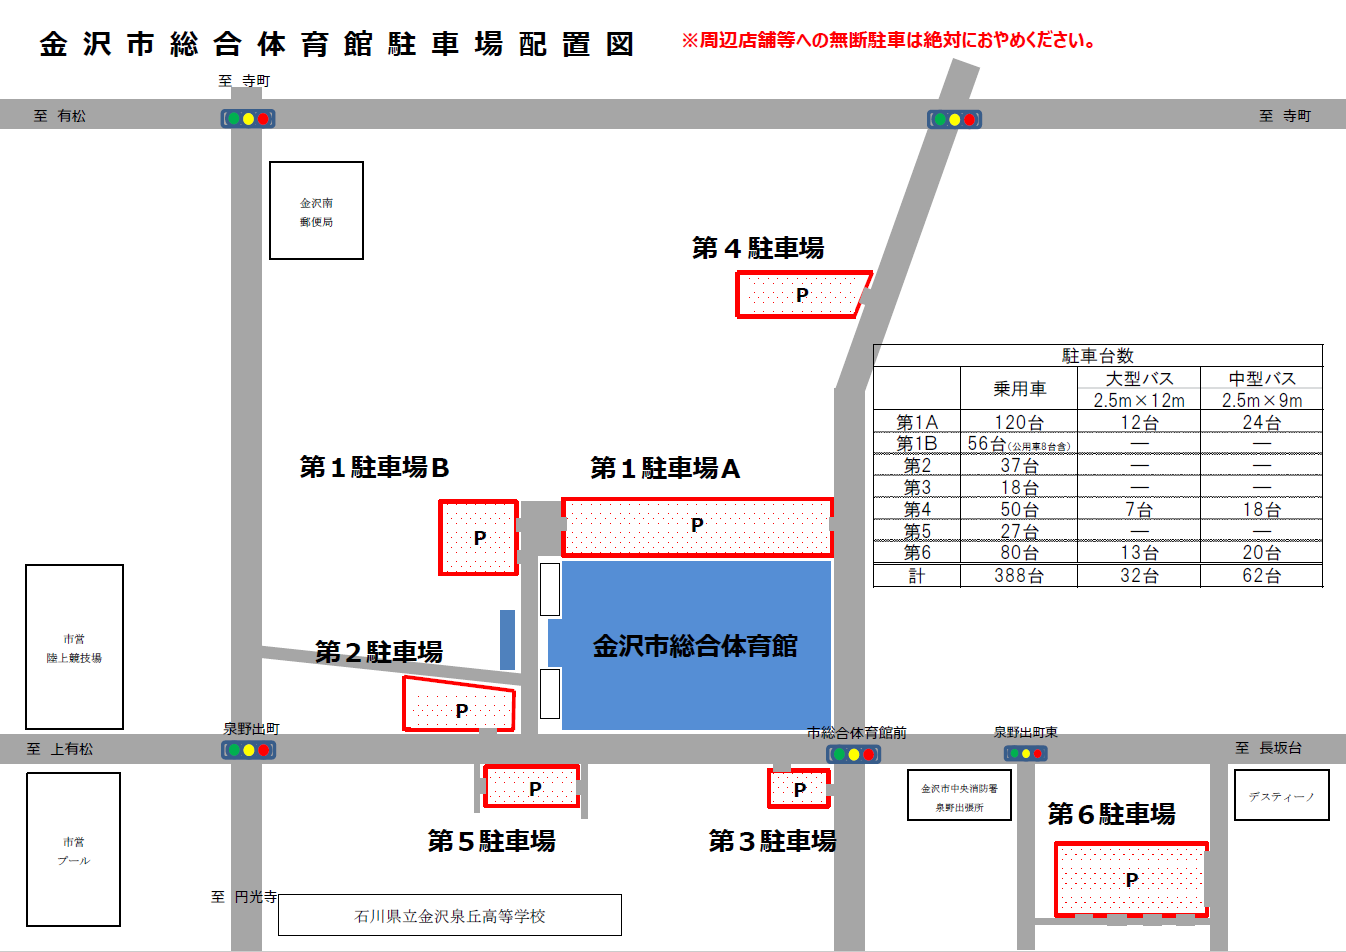 金沢市総合体育館駐車場配置図
※周辺店舗等への無断駐車は絶対におやめください。
至 寺町
至 有松
至 寺町
金沢南
郵便局
第４駐車場
P
駐車台数
乗用車 大型バス 中型バス
2.5m×12m 2.5m×9m
第1A 120台 12台 24台
第1B 56台(公用車8台含) ― ―
第2 37台 ― ―
第3 18台 ― ―
第4 50台 7台 18台
第5 27台 ― ―
第6 80台 13台 20台
計 388台 32台 62台
第１駐車場Ｂ
第１駐車場Ａ
P
P
市営
陸上競技場
第２駐車場
金沢市総合体育館
P
泉野出町
市総合体育館前
泉野出町東
至 上有松
至 長坂台
P
P
金沢市中央消防署
泉野出張所
デスティーノ
第５駐車場
第３駐車場
第６駐車場
市営
プール
P
至 円光寺
石川県立金沢泉丘高等学校